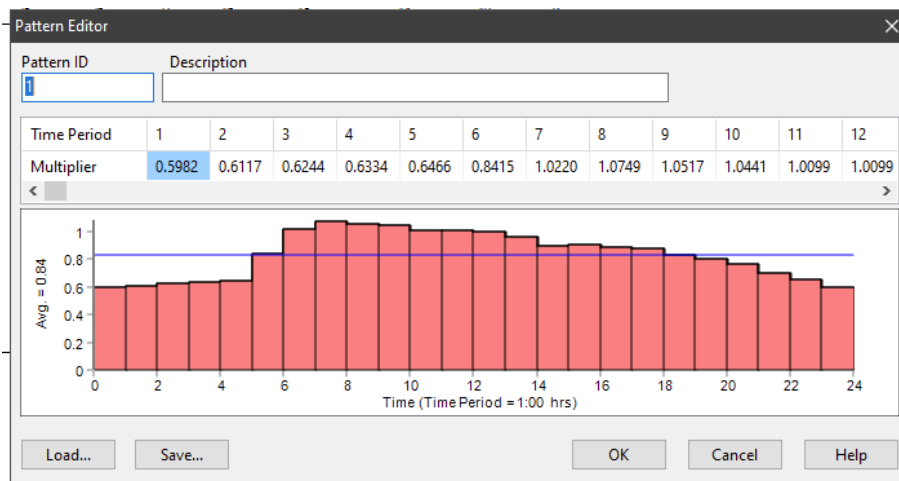 Pattern Editor
Pattern ID Description
1
Time Period 1 2 3 4 5 6 7 8 9 10 11 12
Multiplier 0.5982 0.6117 0.6244 0.6334 0.6466 0.8415 1.0220 1.0749 1.0517 1.0441 1.0099 1.0099
1
0.8
0.6
0.4
0.2
0
Avg. = 0.84
0 2 4 6 8 10 12 14 16 18 20 22 24
Time (Time Period = 1:00 hrs)
Load... Save... OK Cancel Help